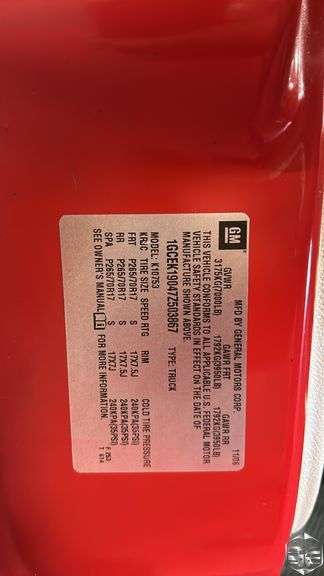 GM
MFD BY GENERAL MOTORS CORP. 11/06
GVWR GAWR FRT GAWR RR
3175KG(7000LB) 1792KG(3950LB) 1792KG(3950LB)
THIS VEHICLE CONFORMS TO ALL APPLICABLE U.S. FEDERAL MOTOR
VEHICLE SAFETY STANDARDS IN EFFECT ON THE DATE OF
MANUFACTURE SHOWN ABOVE.
1GCEK19047Z503867 TYPE: TRUCK
MODEL: K10753
KRJC TIRE SIZE SPEED RTG RIM COLD TIRE PRESSURE
FRT P265/70R17 S 17X7.5J 240KPA(35PSI)
RR P265/70R17 S 17X7.5J 240KPA(35PSI)
SPA P265/70R17 S 17X7J 240KPA(35PSI)
SEE OWNER'S MANUAL FOR MORE INFORMATION.